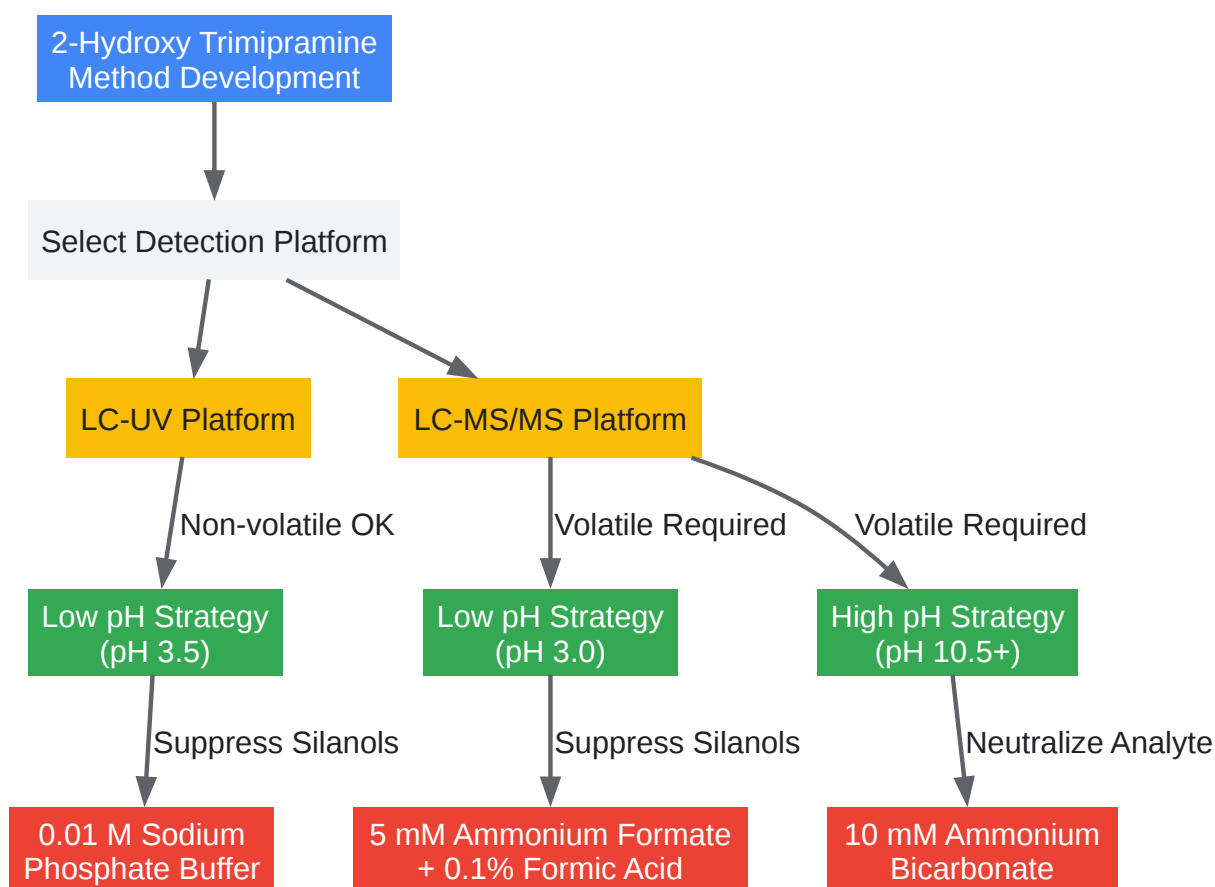 2-Hydroxy Trimipramine
Method Development
Select Detection Platform
LC-UV Platform
LC-MS/MS Platform
Non-volatile OK
Volatile Required
Volatile Required
Low pH Strategy
(pH 3.5)
Low pH Strategy
(pH 3.0)
High pH Strategy
(pH 10.5+)
Suppress Silanols
Suppress Silanols
Neutralize Analyte
0.01 M Sodium
Phosphate Buffer
5 mM Ammonium Formate
+ 0.1% Formic Acid
10 mM Ammonium
Bicarbonate